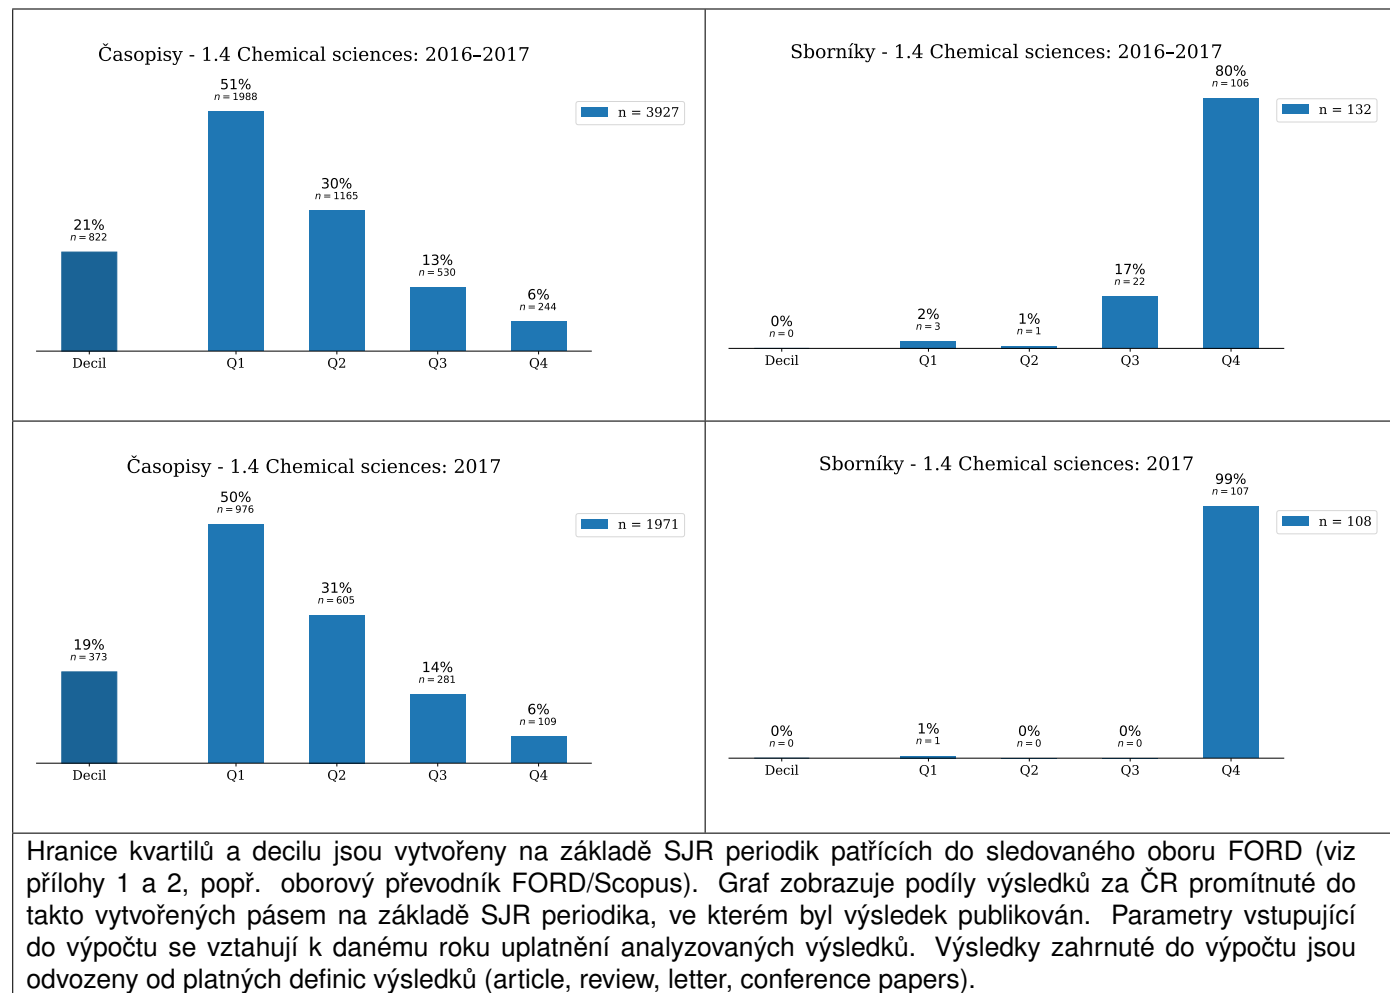 Časopisy - 1.4 Chemical sciences: 2016–2017
51%
n = 1988
n = 3927
30%
n = 1165
21%
n = 822
13%
n = 530
6%
n = 244
Decil Q1 Q2 Q3 Q4
Sborníky - 1.4 Chemical sciences: 2016–2017
80%
n = 106
n = 132
17%
n = 22
2%
n = 3
1%
n = 1
0%
n = 0
Decil Q1 Q2 Q3 Q4
Časopisy - 1.4 Chemical sciences: 2017
50%
n = 976
n = 1971
31%
n = 605
19%
n = 373
14%
n = 281
6%
n = 109
Decil Q1 Q2 Q3 Q4
Sborníky - 1.4 Chemical sciences: 2017
99%
n = 107
n = 108
0%
n = 0
1%
n = 1
0%
n = 0
0%
n = 0
Decil Q1 Q2 Q3 Q4
Hranice kvartilů a decilu jsou vytvořeny na základě SJR periodik patřících do sledovaného oboru FORD (viz
přílohy 1 a 2, popř. oborový převodník FORD/Scopus). Graf zobrazuje podíly výsledků za ČR promítnuté do
takto vytvořených pásem na základě SJR periodika, ve kterém byl výsledek publikován. Parametry vstupující
do výpočtu se vztahují k danému roku uplatnění analyzovaných výsledků. Výsledky zahrnuté do výpočtu jsou
odvozeny od platných definic výsledků (article, review, letter, conference papers).